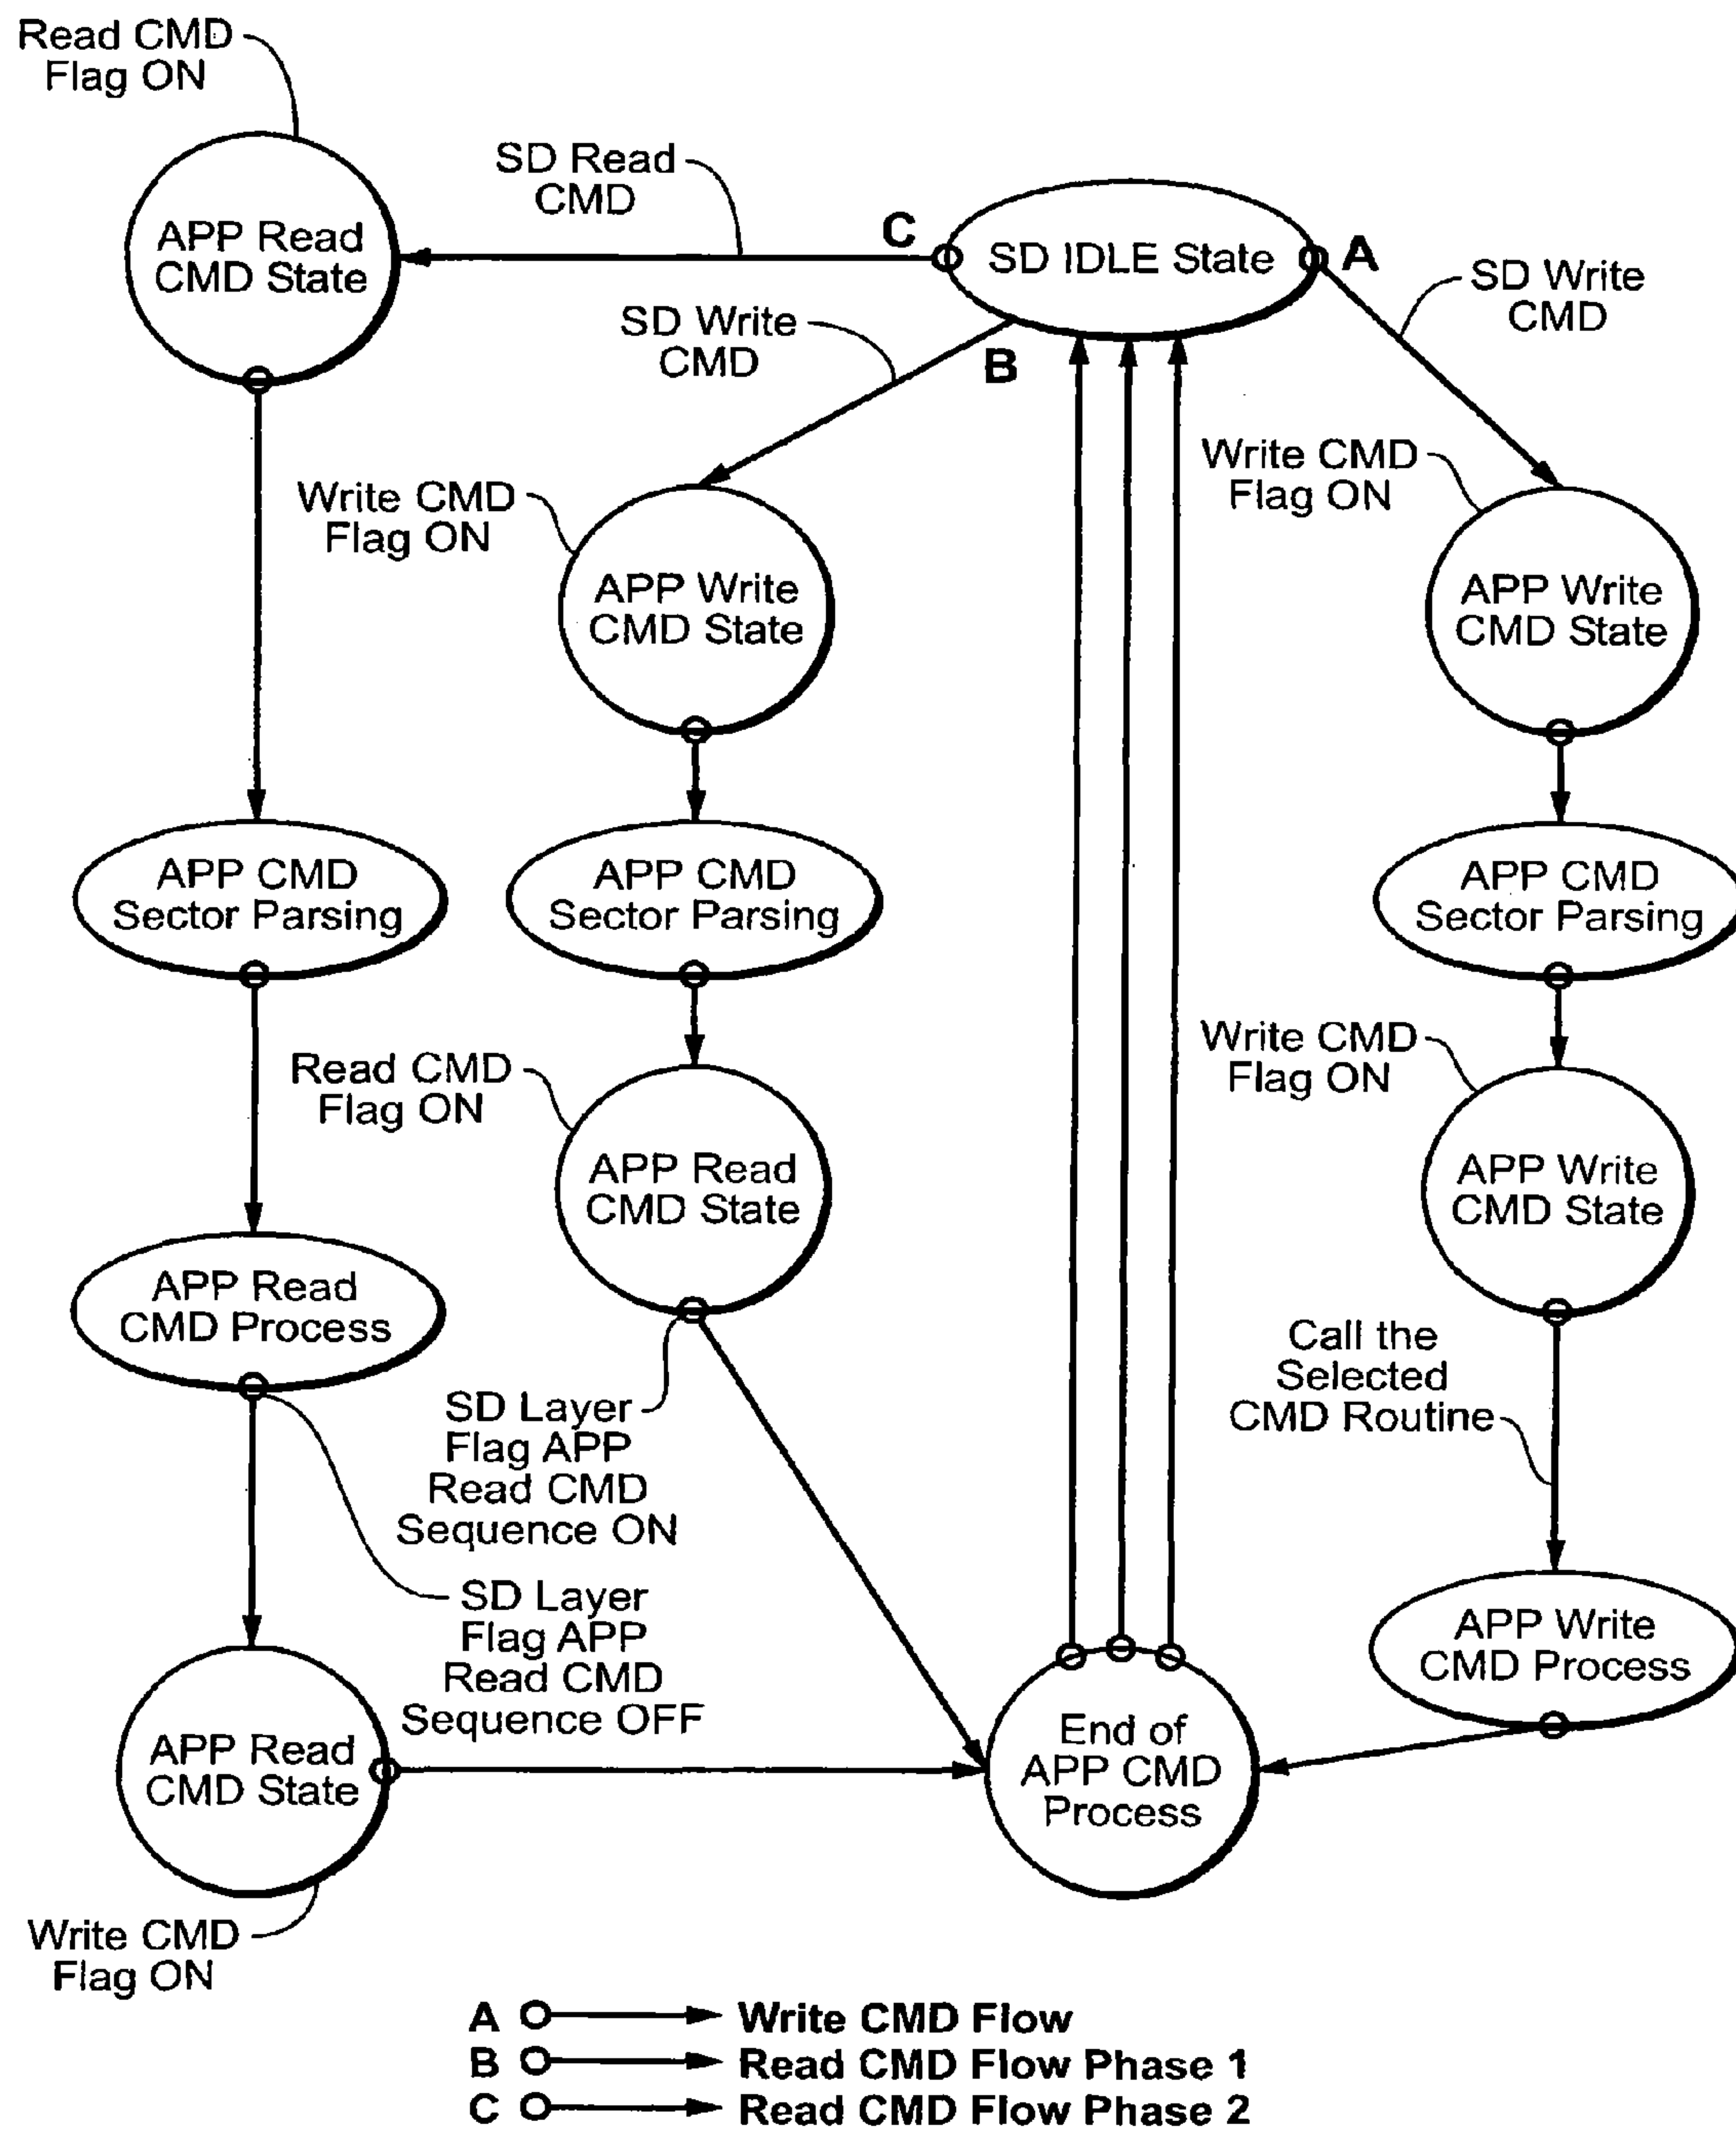 Read CMD
Flag ON
SD Read
CMD
APP Read
CMD State
C
SD IDLE State
A
SD Write
CMD
SD Write
CMD
B
Write CMD
Flag ON
Write CMD
Flag ON
APP Write
CMD State
APP Write
CMD State
APP CMD
Sector Parsing
APP CMD
Sector Parsing
APP CMD
Sector Parsing
Read CMD
Flag ON
Write CMD
Flag ON
APP Read
CMD State
APP Write
CMD State
APP Read
CMD Process
Call the
Selected
CMD Routine
SD Layer
Flag APP
Read CMD
Sequence ON
SD Layer
Flag APP
Read CMD
Sequence OFF
APP Write
CMD Process
APP Read
CMD State
End of
APP CMD
Process
Write CMD
Flag ON
A Write CMD Flow
B Read CMD Flow Phase 1
C Read CMD Flow Phase 2